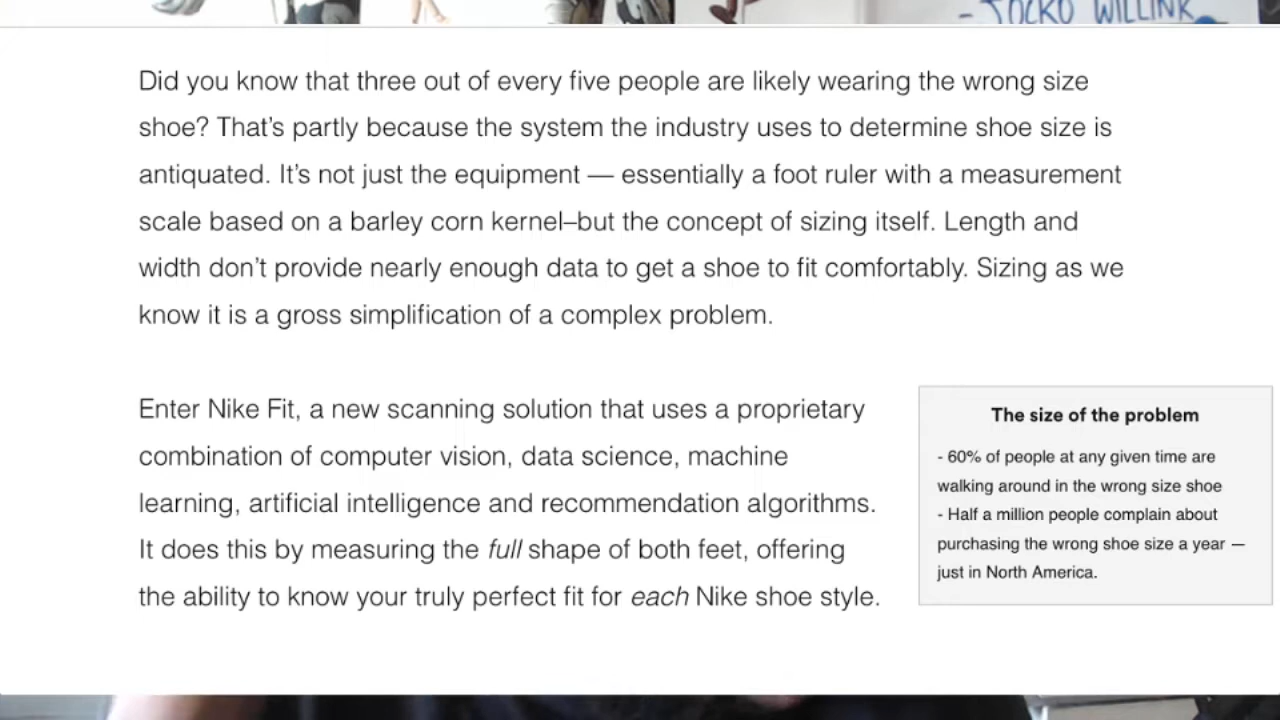 - JOCKO WILLINK
Did you know that three out of every five people are likely wearing the wrong size
shoe? That’s partly because the system the industry uses to determine shoe size is
antiquated. It’s not just the equipment — essentially a foot ruler with a measurement
scale based on a barley corn kernel–but the concept of sizing itself. Length and
width don’t provide nearly enough data to get a shoe to fit comfortably. Sizing as we
know it is a gross simplification of a complex problem.
Enter Nike Fit, a new scanning solution that uses a proprietary
combination of computer vision, data science, machine
learning, artificial intelligence and recommendation algorithms.
It does this by measuring the full shape of both feet, offering
the ability to know your truly perfect fit for each Nike shoe style.
The size of the problem
- 60% of people at any given time are
walking around in the wrong size shoe
- Half a million people complain about
purchasing the wrong shoe size a year —
just in North America.